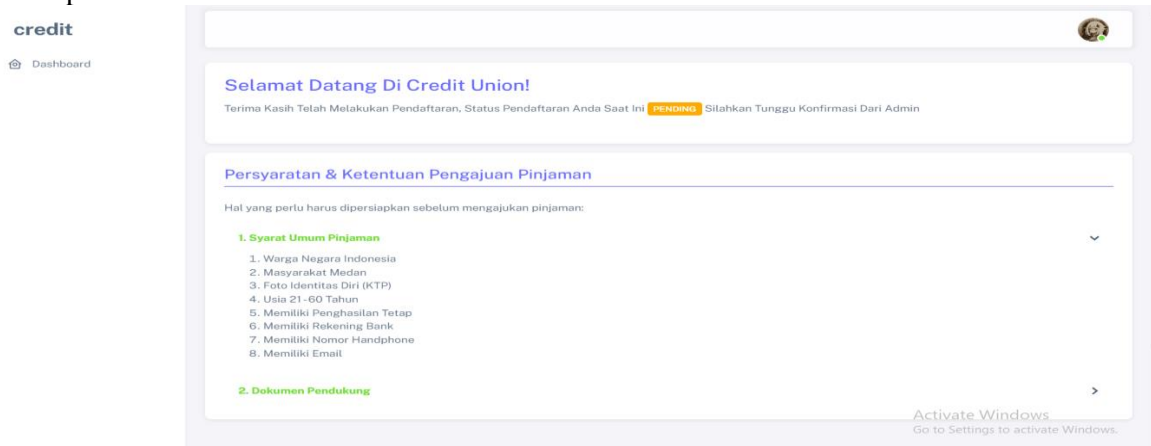 credit
Dashboard
Selamat Datang Di Credit Union!
Terima Kasih Telah Melakukan Pendaftaran, Status Pendaftaran Anda Saat Ini PENDING Silahkan Tunggu Konfirmasi Dari Admin
Persyaratan & Ketentuan Pengajuan Pinjaman
Hal yang perlu harus dipersiapkan sebelum mengajukan pinjaman:
1. Syarat Umum Pinjaman
1. Warga Negara Indonesia
2. Masyarakat Medan
3. Foto Identitas Diri (KTP)
4. Usia 21-60 Tahun
5. Memiliki Penghasilan Tetap
6. Memiliki Rekening Bank
7. Memiliki Nomor Handphone
8. Memiliki Email
2. Dokumen Pendukung
Activate Windows
Go to Settings to activate Windows.